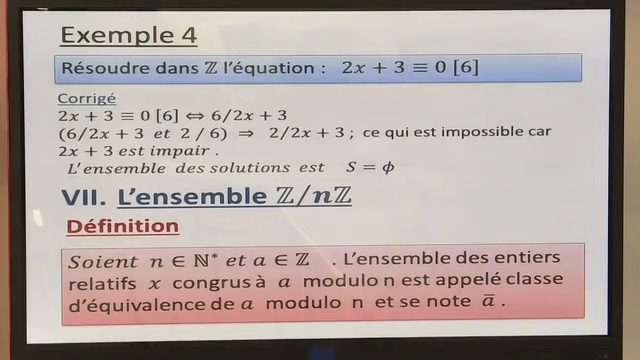 Exemple 4
Résoudre dans ℤ l'équation : 2x + 3 ≡ 0 [6]
Corrigé
2x + 3 ≡ 0 [6] ⇔ 6/2x + 3
(6/2x + 3 et 2 / 6) ⇒ 2/2x + 3 ; ce qui est impossible car
2x + 3 est impair .
L'ensemble des solutions est S = ϕ
VII. L'ensemble ℤ/nℤ
Définition
Soient n ∈ ℕ* et a ∈ ℤ . L'ensemble des entiers
relatifs x congrus à a modulo n est appelé classe
d'équivalence de a modulo n et se note a̅ .